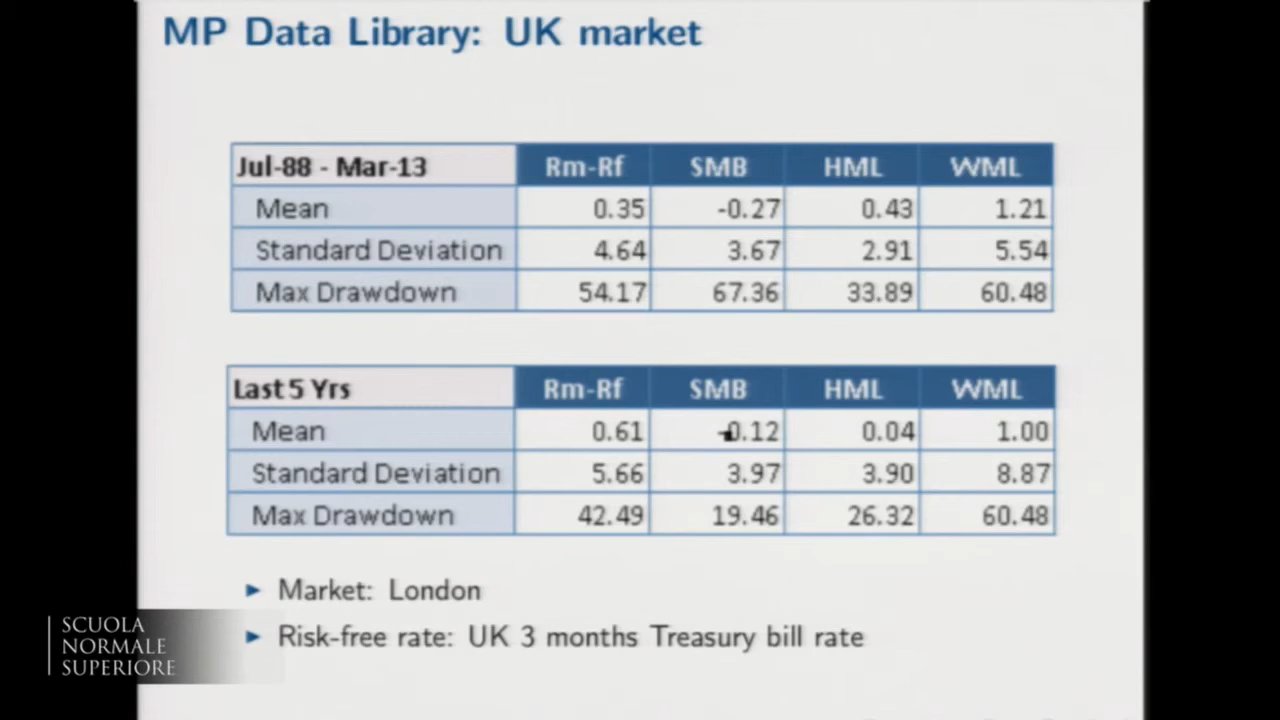 MP Data Library: UK market
Jul-88 - Mar-13 Rm-Rf SMB HML WML
Mean 0.35 -0.27 0.43 1.21
Standard Deviation 4.64 3.67 2.91 5.54
Max Drawdown 54.17 67.36 33.89 60.48
Last 5 Yrs Rm-Rf SMB HML WML
Mean 0.61 -0.12 0.04 1.00
Standard Deviation 5.66 3.97 3.90 8.87
Max Drawdown 42.49 19.46 26.32 60.48
Market: London
Risk-free rate: UK 3 months Treasury bill rate
SCUOLA
NORMALE
SUPERIORE